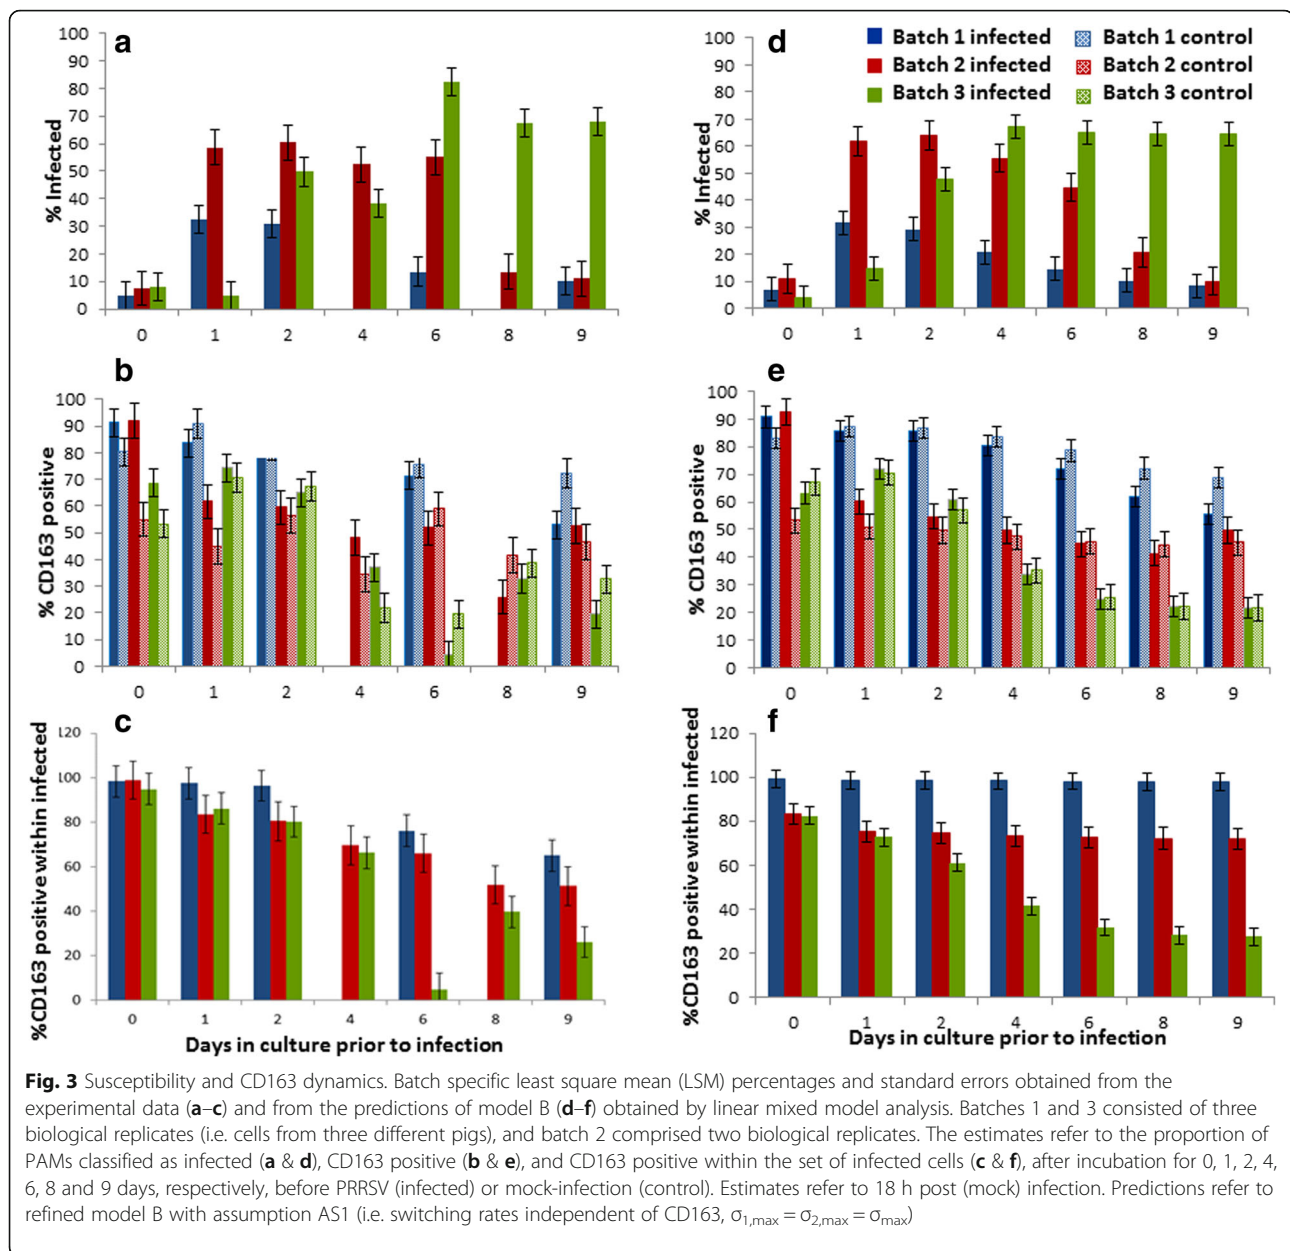 a
100
90
80
70
60
50
40
30
20
10
0
% Infected
0 1 2 4 6 8 9
d
Batch 1 infected Batch 1 control
Batch 2 infected Batch 2 control
Batch 3 infected Batch 3 control
100
90
80
70
60
50
40
30
20
10
0
% Infected
0 1 2 4 6 8 9
b
100
90
80
70
60
50
40
30
20
10
0
% CD163 positive
0 1 2 4 6 8 9
e
100
90
80
70
60
50
40
30
20
10
0
% CD163 positive
0 1 2 4 6 8 9
c
120
100
80
60
40
20
0
%CD163 positive within infected
0 1 2 4 6 8 9
Days in culture prior to infection
f
120
100
80
60
40
20
0
%CD163 positive within infected
0 1 2 4 6 8 9
Days in culture prior to infection
Fig. 3 Susceptibility and CD163 dynamics. Batch specific least square mean (LSM) percentages and standard errors obtained from the
experimental data (a–c) and from the predictions of model B (d–f) obtained by linear mixed model analysis. Batches 1 and 3 consisted of three
biological replicates (i.e. cells from three different pigs), and batch 2 comprised two biological replicates. The estimates refer to the proportion of
PAMs classified as infected (a & d), CD163 positive (b & e), and CD163 positive within the set of infected cells (c & f), after incubation for 0, 1, 2, 4,
6, 8 and 9 days, respectively, before PRRSV (infected) or mock-infection (control). Estimates refer to 18 h post (mock) infection. Predictions refer to
refined model B with assumption AS1 (i.e. switching rates independent of CD163, σ1,max = σ2,max = σmax)